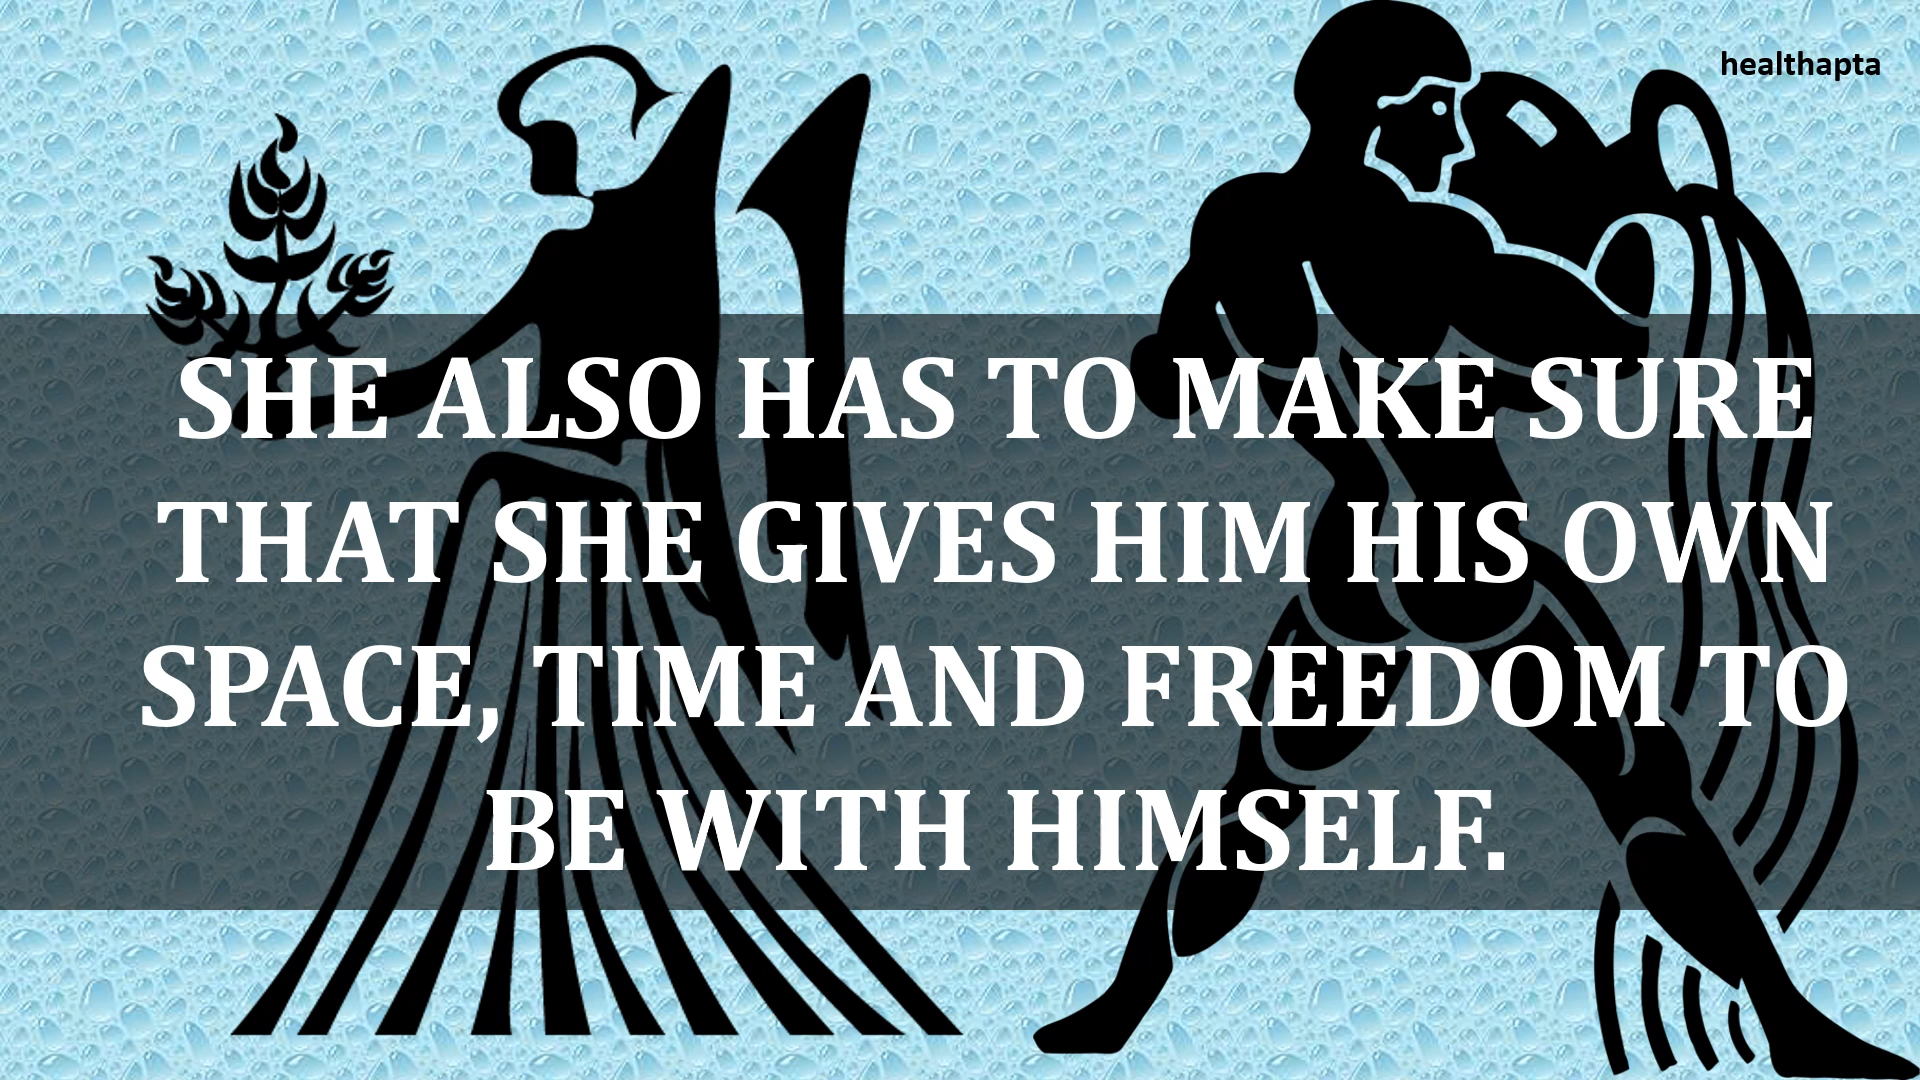 healthapta
SHE ALSO HAS TO MAKE SURE
THAT SHE GIVES HIM HIS OWN
SPACE, TIME AND FREEDOM TO
BE WITH HIMSELF.